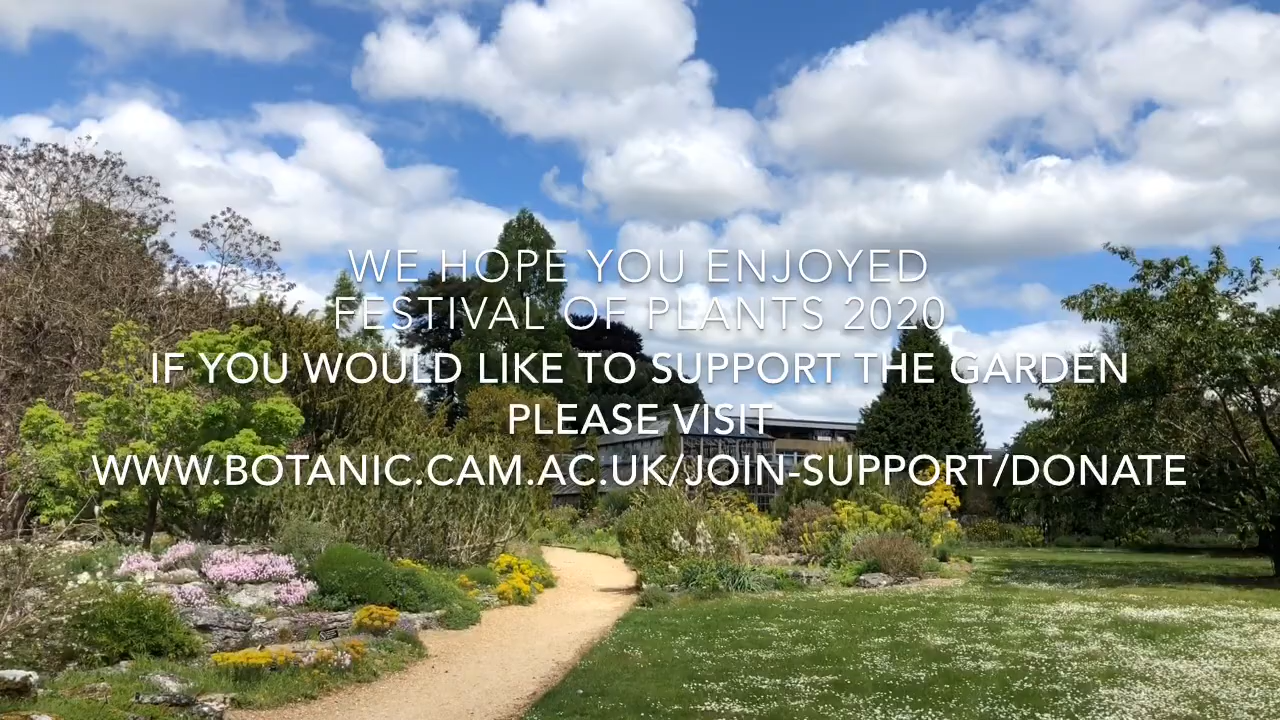 WE HOPE YOU ENJOYED
FESTIVAL OF PLANTS 2020
IF YOU WOULD LIKE TO SUPPORT THE GARDEN
PLEASE VISIT
WWW.BOTANIC.CAM.AC.UK/JOIN-SUPPORT/DONATE